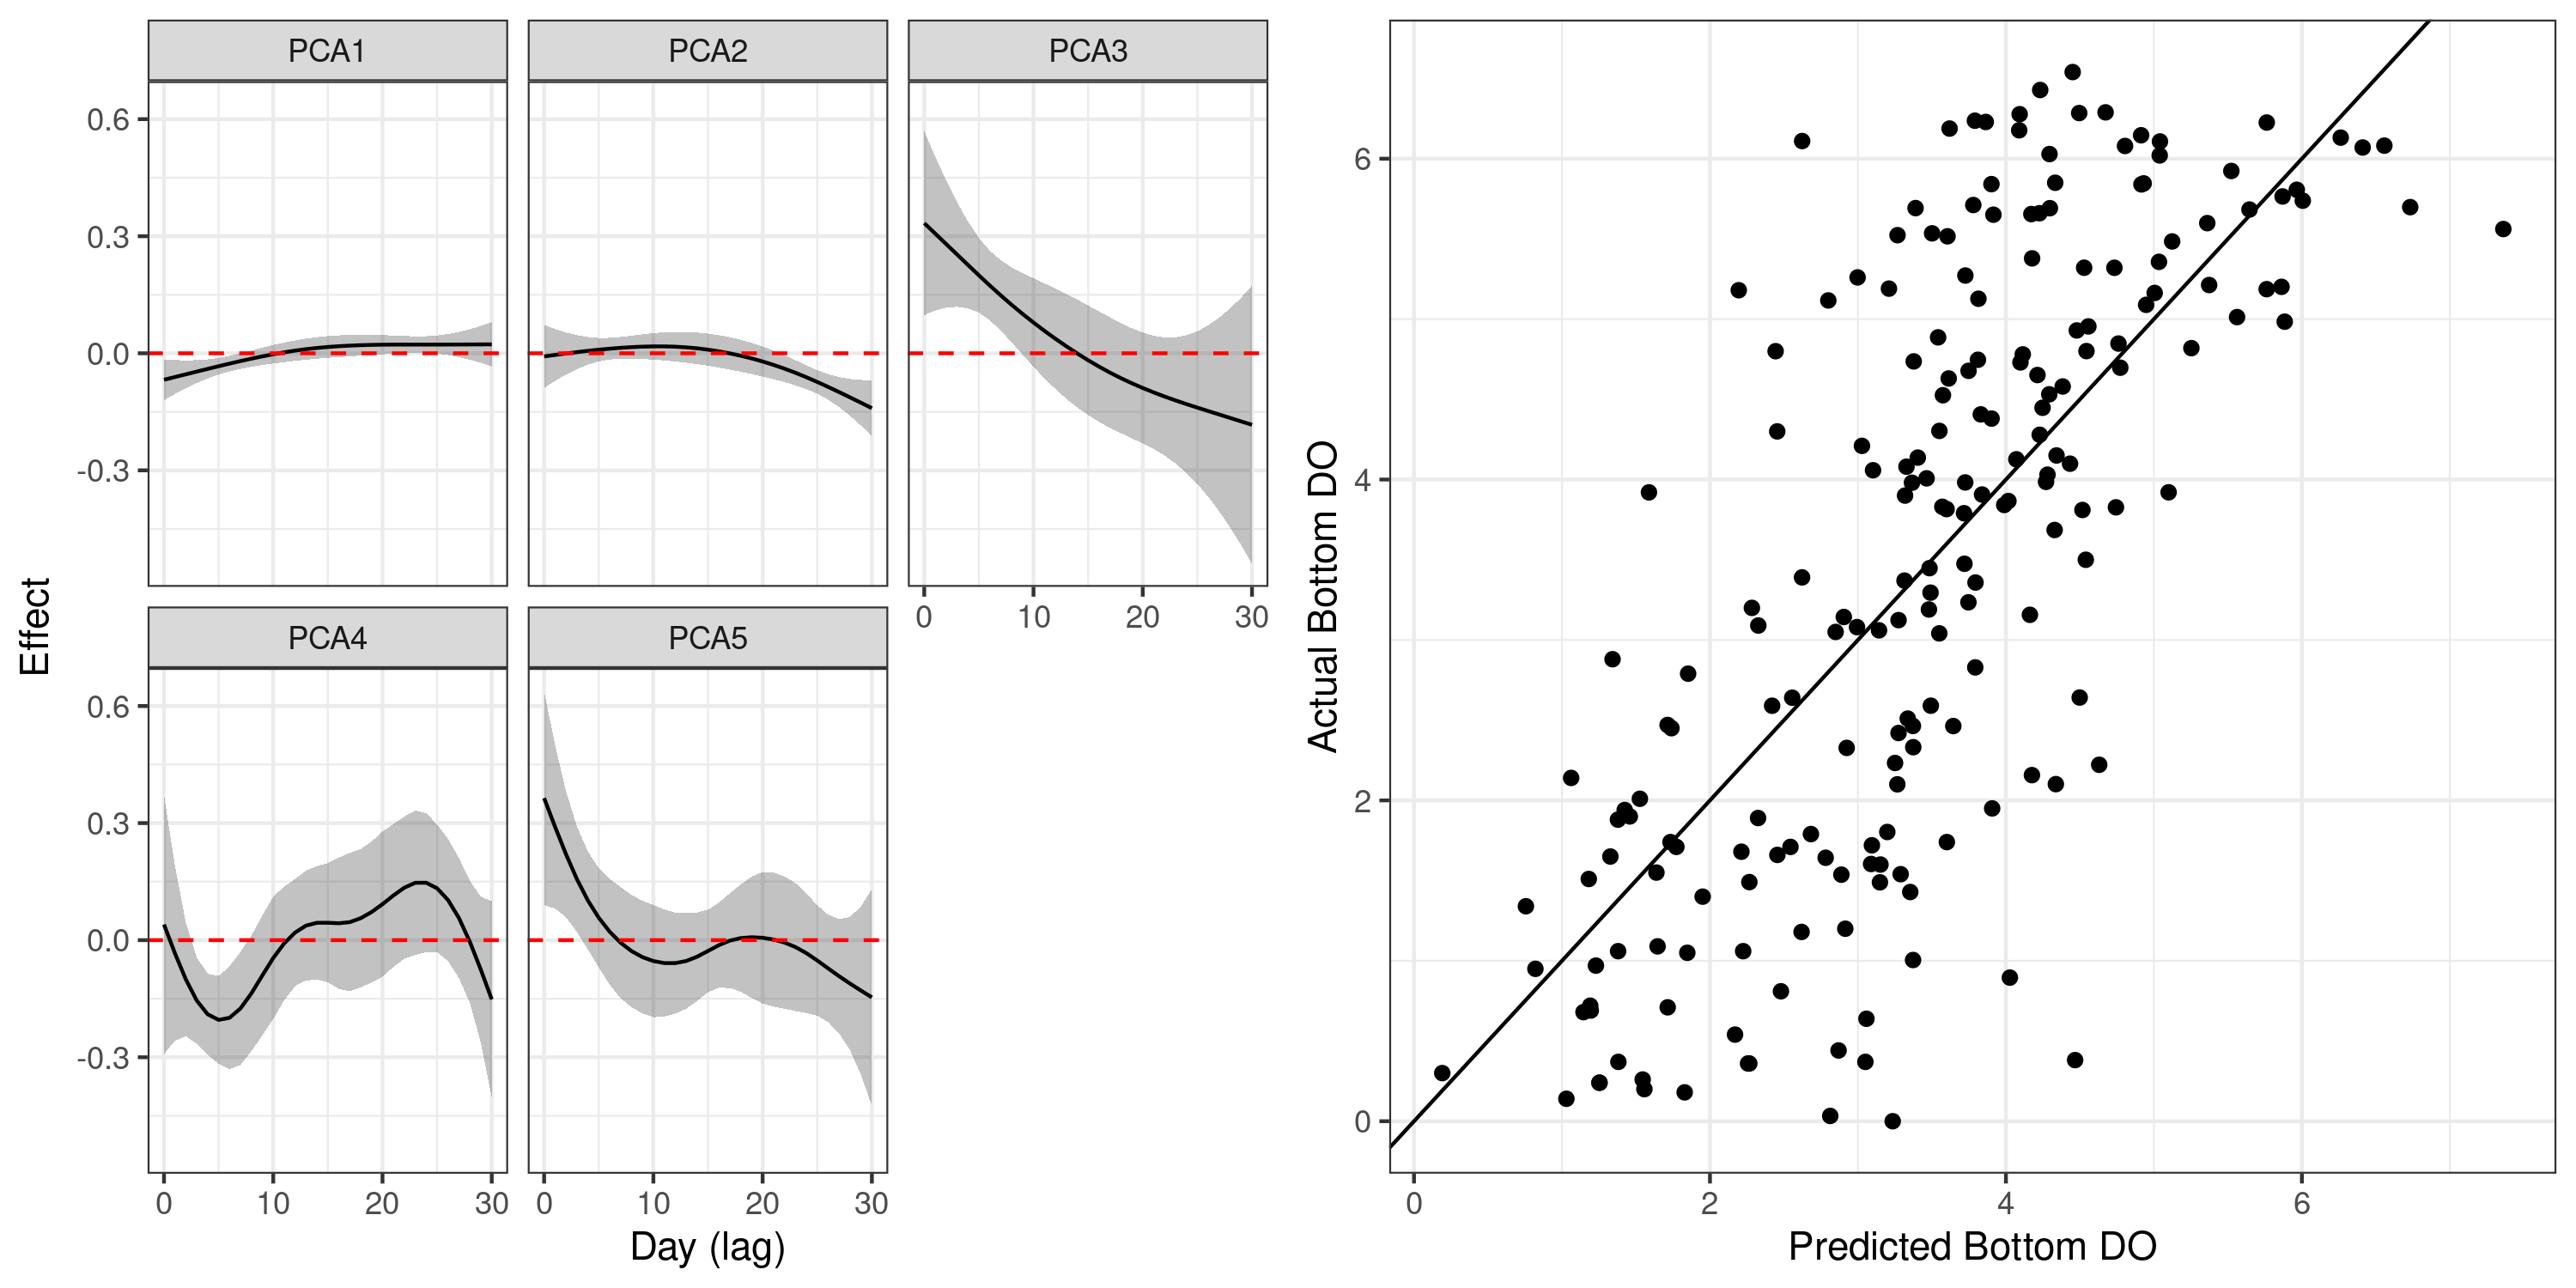 PCA1 PCA2 PCA3
0.6
0.3
0.0
-0.3
0 10 20 30
PCA4 PCA5
0.6
0.3
0.0
-0.3
0 10 20 30 0 10 20 30
Day (lag)
Effect
Actual Bottom DO
6
4
2
0
0 2 4 6
Predicted Bottom DO